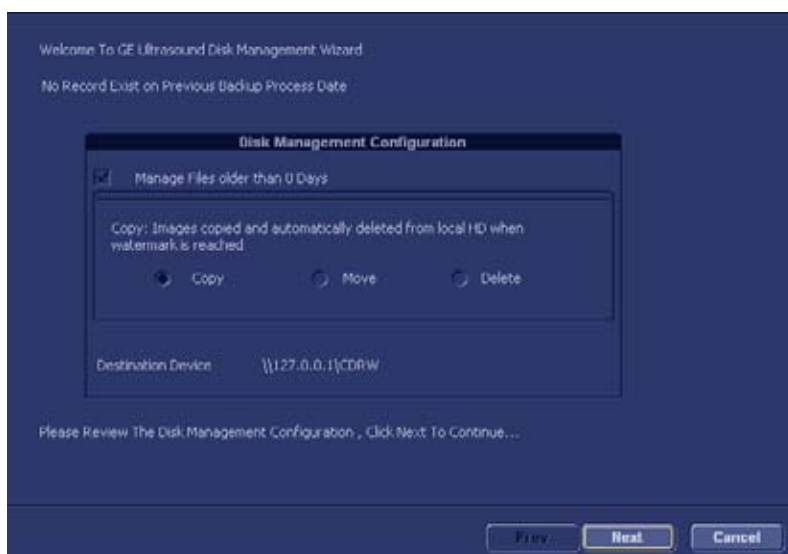 Welcome To GE Ultrasound Disk Management Wizard
No Record Exist on Previous Backup Process Date
Disk Management Configuration
Manage Files older than 0 Days
Copy: Images copied and automatically deleted from local HD when
watermark is reached
Copy Move Delete
Destination Device \\127.0.0.1\CDRW
Please Review The Disk Management Configuration , Click Next To Continue...
Prev Next Cancel